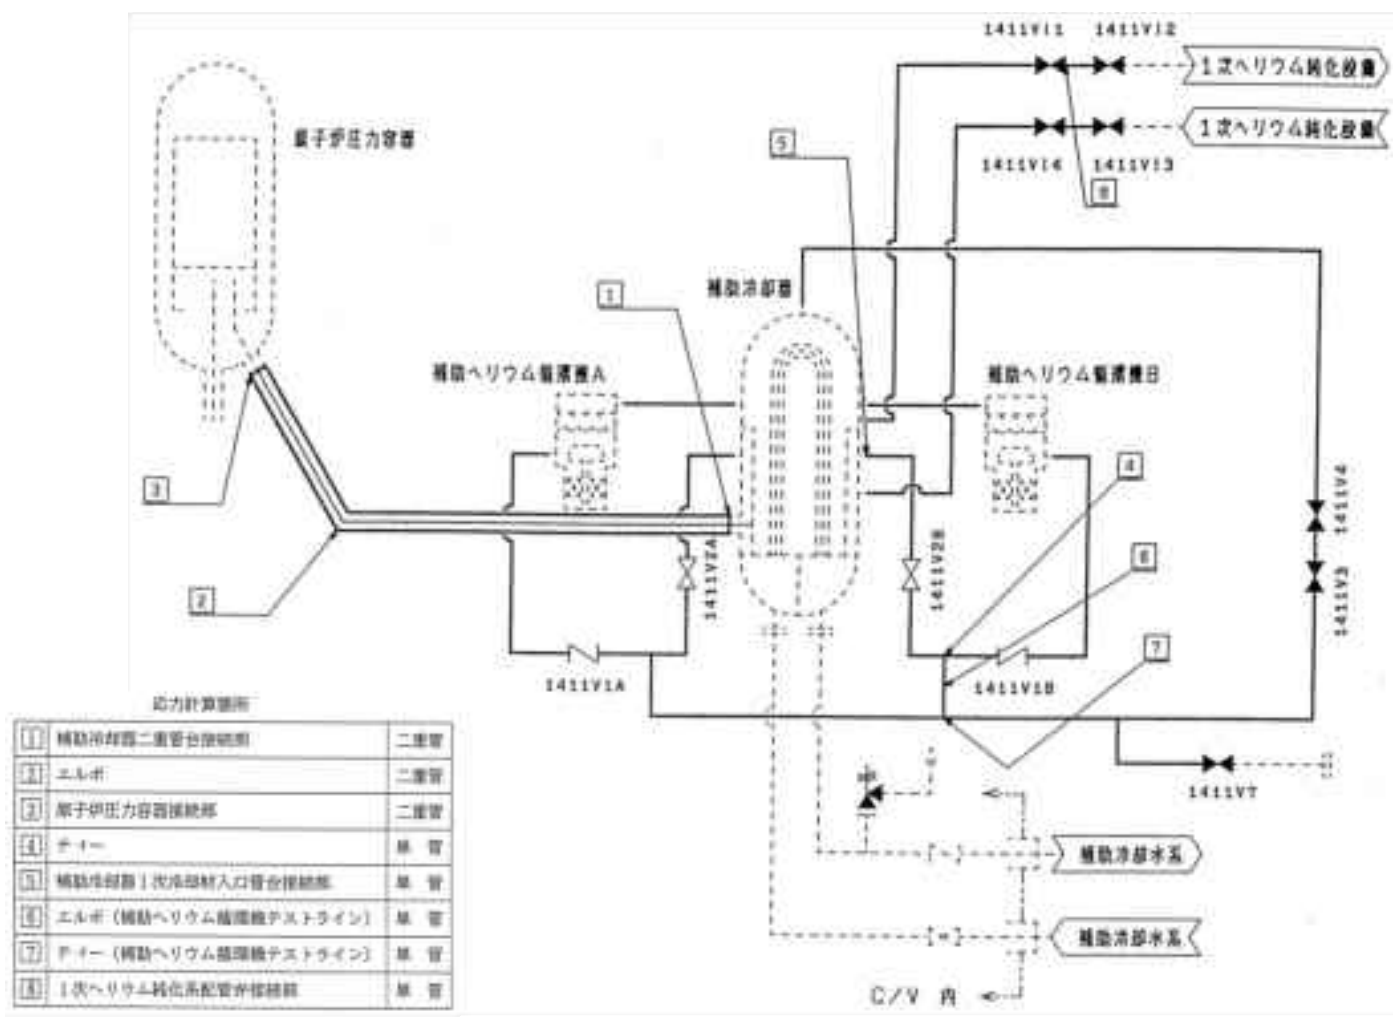 1411V11 1411V12
1次ヘリウム純化設備
原子炉圧力容器
5
1次ヘリウム純化設備
1411V14 1411V13
8
補助冷却器
1
補助ヘリウム循環機A
補助ヘリウム循環機B
3
4
1411V4
2
1411V2A
1411V2B
6
1411V3
7
1411V1A
1411V1B
1411V7
応力計算箇所
1 補助冷却器二重管台接続部 二重管
2 エルボ 二重管
3 原子炉圧力容器接続部 二重管
4 ティー 単 管
5 補助冷却器1次冷却材入口管台接続部 単 管
6 エルボ(補助ヘリウム循環機テストライン) 単 管
7 ティー(補助ヘリウム循環機テストライン) 単 管
8 1次ヘリウム純化系配管弁接続部 単 管
補助冷却水系
補助冷却水系
C/V 内